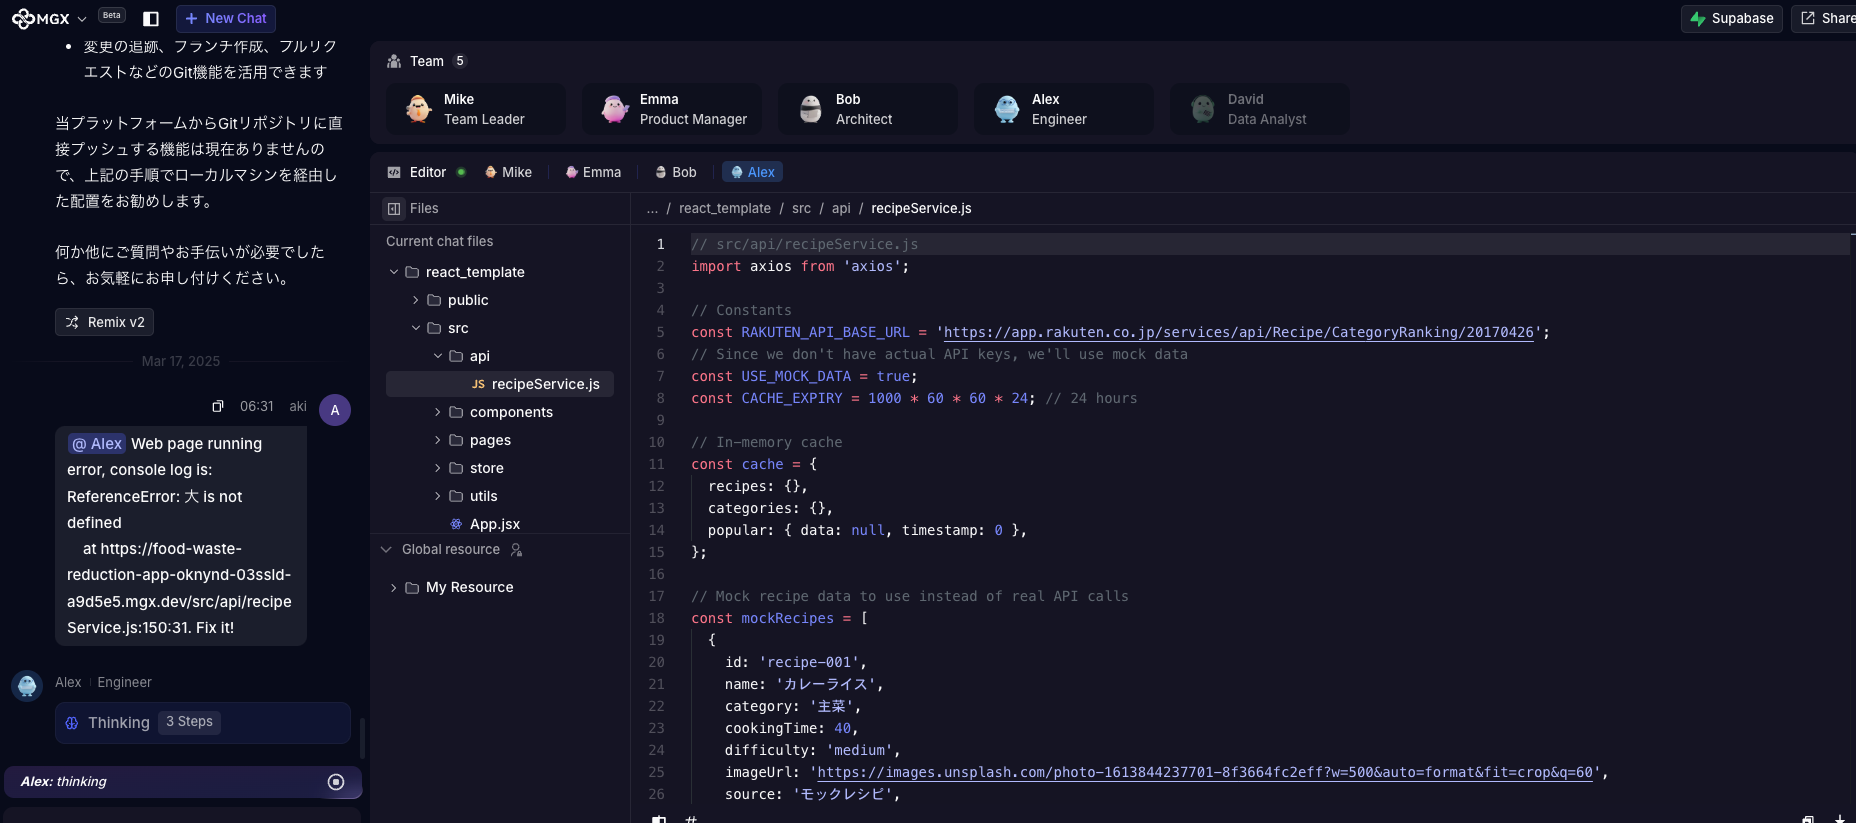 MGX
Beta
New Chat
Supabase
Share
変更の追跡、ブランチ作成、プルリク
エストなどのGit機能を活用できます
当プラットフォームからGitリポジトリに直
接プッシュする機能は現在ありませんの
で、上記の手順でローカルマシンを経由し
た配置をお勧めします。
何か他にご質問やお手伝いが必要でした
ら、お気軽にお申し付けください。
Remix v2
Mar 17, 2025
06:31 aki
A
@ Alex Web page running
error, console log is:
ReferenceError: 大 is not
defined
at https://food-waste-
reduction-app-oknynd-03ssld-
a9d5e5.mgx.dev/src/api/recipe
Service.js:150:31. Fix it!
Alex Engineer
Thinking 3 Steps
Alex: thinking
Team 5
Mike
Team Leader
Emma
Product Manager
Bob
Architect
Alex
Engineer
David
Data Analyst
Editor Mike Emma Bob Alex
Files
Current chat files
react_template
public
src
api
JS recipeService.js
components
pages
store
utils
App.jsx
Global resource
My Resource
... / react_template / src / api / recipeService.js
1 // src/api/recipeService.js
2 import axios from 'axios';
3
4 // Constants
5 const RAKUTEN_API_BASE_URL = 'https://app.rakuten.co.jp/services/api/Recipe/CategoryRanking/20170426';
6 // Since we don't have actual API keys, we'll use mock data
7 const USE_MOCK_DATA = true;
8 const CACHE_EXPIRY = 1000 * 60 * 60 * 24; // 24 hours
9
10 // In-memory cache
11 const cache = {
12 recipes: {},
13 categories: {},
14 popular: { data: null, timestamp: 0 },
15 };
16
17 // Mock recipe data to use instead of real API calls
18 const mockRecipes = [
19 {
20 id: 'recipe-001',
21 name: 'カレーライス',
22 category: '主菜',
23 cookingTime: 40,
24 difficulty: 'medium',
25 imageUrl: 'https://images.unsplash.com/photo-1613844237701-8f3664fc2eff?w=500&auto=format&fit=crop&q=60',
26 source: 'モックレシピ',